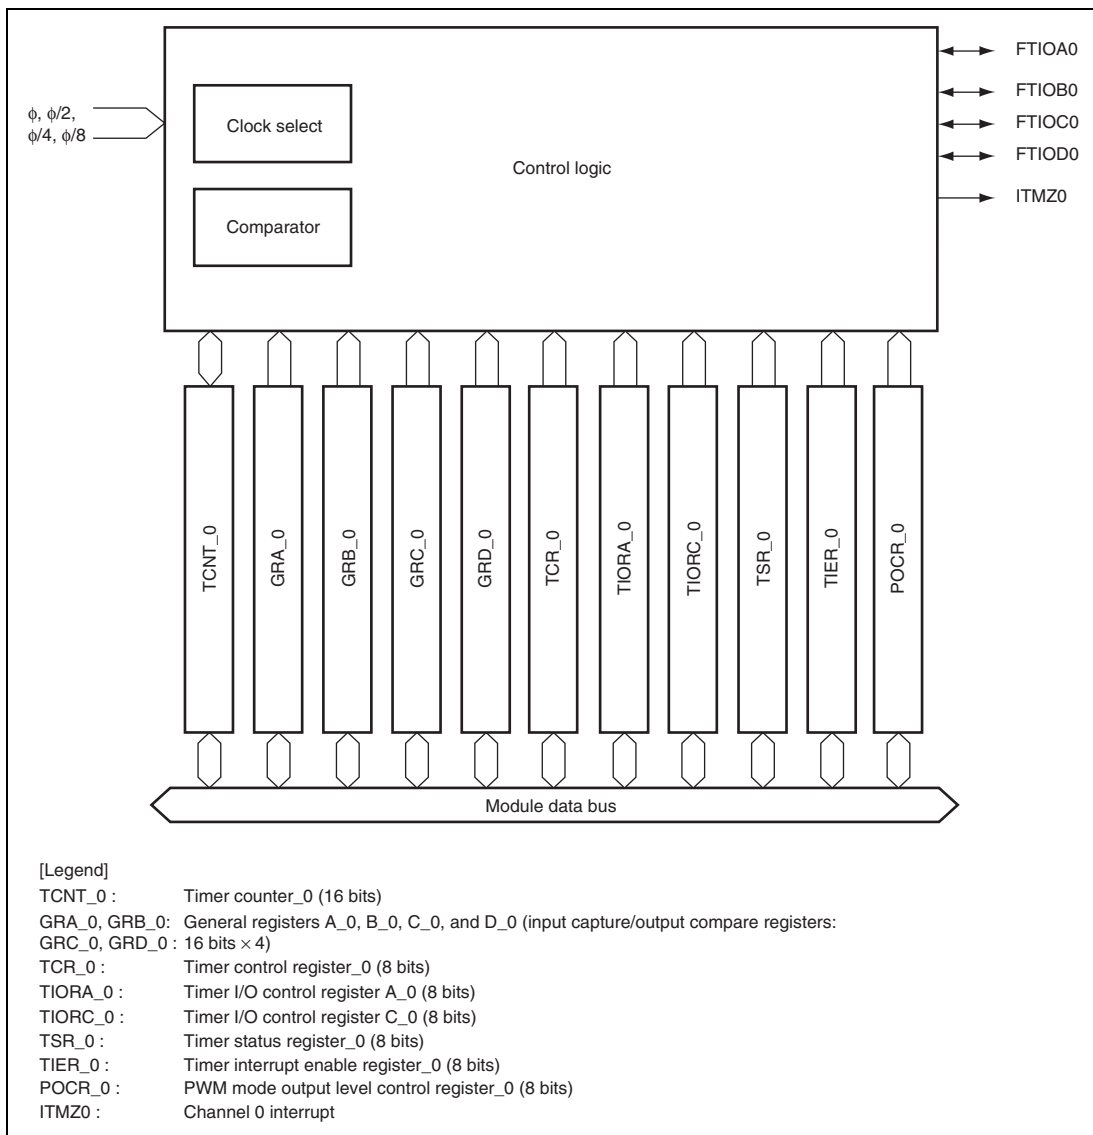 FTIOA0
φ, φ/2,
φ/4, φ/8
Clock select
FTIOB0
FTIOC0
FTIOD0
Control logic
ITMZ0
Comparator
TCNT_0
GRA_0
GRB_0
GRC_0
GRD_0
TCR_0
TIORA_0
TIORC_0
TSR_0
TIER_0
POCR_0
Module data bus
[Legend]
TCNT_0 : Timer counter_0 (16 bits)
GRA_0, GRB_0: General registers A_0, B_0, C_0, and D_0 (input capture/output compare registers:
GRC_0, GRD_0 : 16 bits × 4)
TCR_0 : Timer control register_0 (8 bits)
TIORA_0 : Timer I/O control register A_0 (8 bits)
TIORC_0 : Timer I/O control register C_0 (8 bits)
TSR_0 : Timer status register_0 (8 bits)
TIER_0 : Timer interrupt enable register_0 (8 bits)
POCR_0 : PWM mode output level control register_0 (8 bits)
ITMZ0 : Channel 0 interrupt